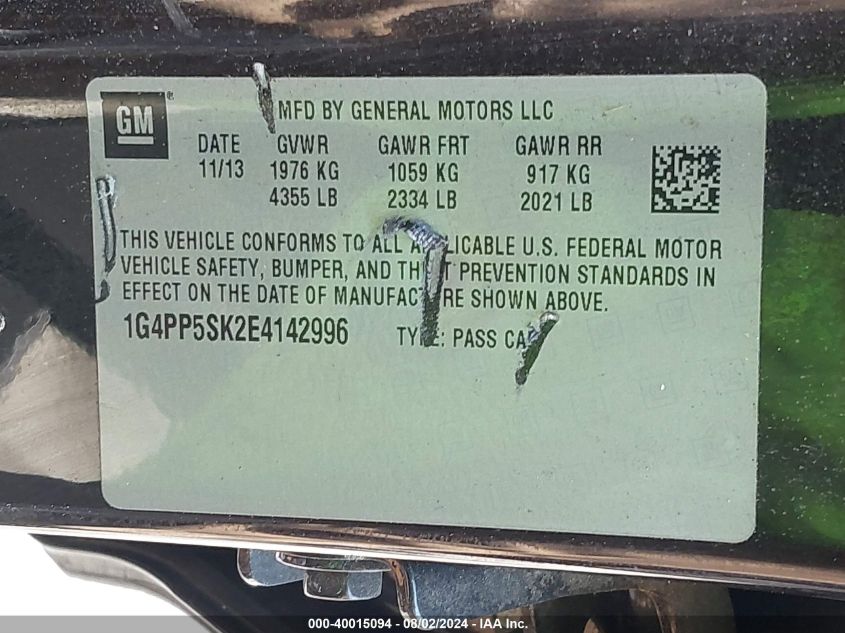 GM
MFD BY GENERAL MOTORS LLC
DATE GVWR GAWR FRT GAWR RR
11/13 1976 KG 1059 KG 917 KG
4355 LB 2334 LB 2021 LB
THIS VEHICLE CONFORMS TO ALL APPLICABLE U.S. FEDERAL MOTOR
VEHICLE SAFETY, BUMPER, AND THEFT PREVENTION STANDARDS IN
EFFECT ON THE DATE OF MANUFACTURE SHOWN ABOVE.
1G4PP5SK2E4142996 TYPE: PASS CAR
000-40015094 - 08/02/2024 - IAA Inc.